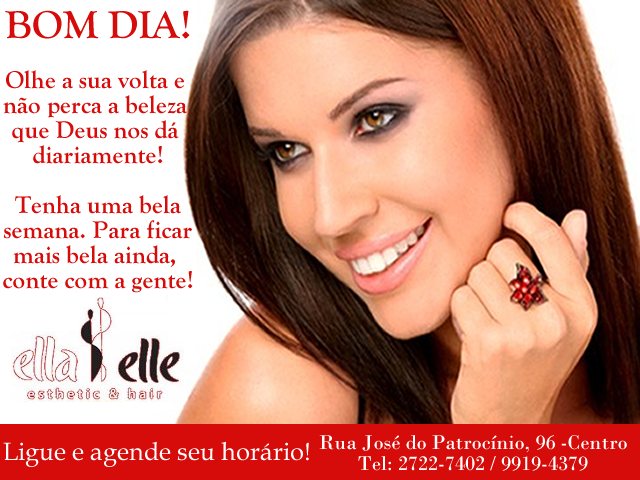 BOM DIA!
Olhe a sua volta e
não perca a beleza
que Deus nos dá
diariamente!
Tenha uma bela
semana. Para ficar
mais bela ainda,
conte com a gente!
ella elle
esthetic & hair
Ligue e agende seu horário!
Rua José do Patrocínio, 96 -Centro
Tel: 2722-7402 / 9919-4379